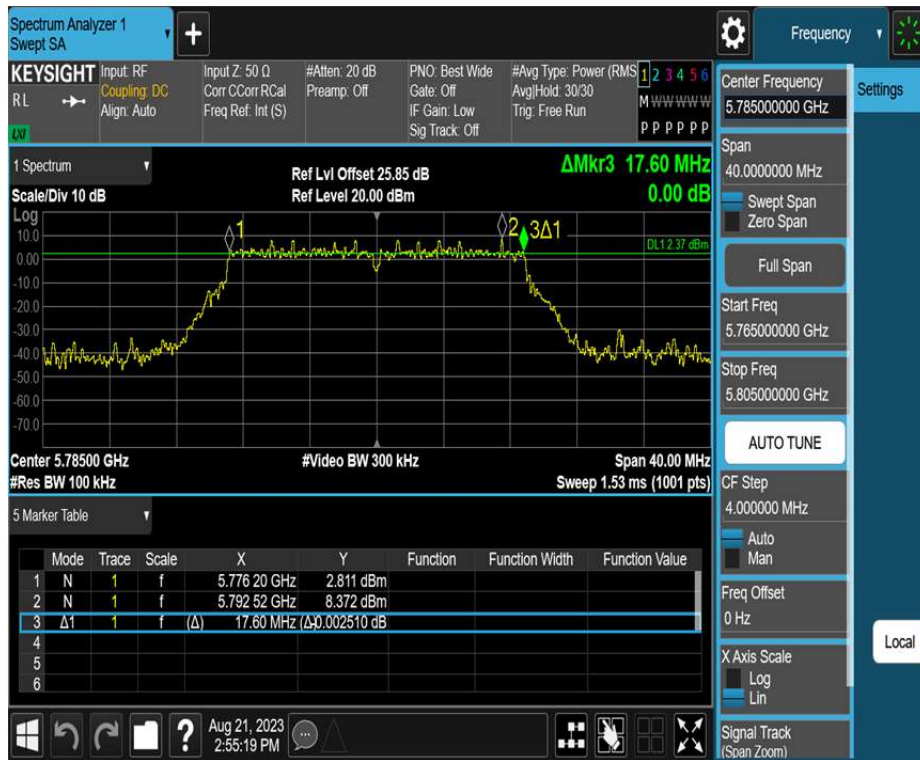 Spectrum Analyzer 1
Swept SA
+
Frequency
KEYSIGHT
RL
LXI
Input: RF
Coupling: DC
Align: Auto
Input Z: 50 Ω
Corr CCorr RCal
Freq Ref: Int (S)
#Atten: 20 dB
Preamp: Off
PNO: Best Wide
Gate: Off
IF Gain: Low
Sig Track: Off
#Avg Type: Power (RMS
Avg|Hold: 30/30
Trig: Free Run
1 2 3 4 5 6
M W W W W W
P P P P P P
Settings
Center Frequency
5.785000000 GHz
Span
40.0000000 MHz
Swept Span
Zero Span
Full Span
Start Freq
5.765000000 GHz
Stop Freq
5.805000000 GHz
AUTO TUNE
CF Step
4.000000 MHz
Auto
Man
Freq Offset
0 Hz
X Axis Scale
Log
Lin
Signal Track
(Span Zoom)
Local
1 Spectrum
Scale/Div 10 dB
Ref Lvl Offset 25.85 dB
Ref Level 20.00 dBm
ΔMkr3 17.60 MHz
0.00 dB
Log
10.0
0.00
-10.0
-20.0
-30.0
-40.0
-50.0
-60.0
-70.0
1
2
3Δ1
DL1 2.37 dBm
Center 5.78500 GHz
#Video BW 300 kHz
Span 40.00 MHz
#Res BW 100 kHz
Sweep 1.53 ms (1001 pts)
5 Marker Table
Mode Trace Scale X Y Function Function Width Function Value
1 N 1 f 5.776 20 GHz 2.811 dBm
2 N 1 f 5.792 52 GHz 8.372 dBm
3 Δ1 1 f (Δ) 17.60 MHz (Δ) -0.002510 dB
4
5
6
?
Aug 21, 2023
2:55:19 PM